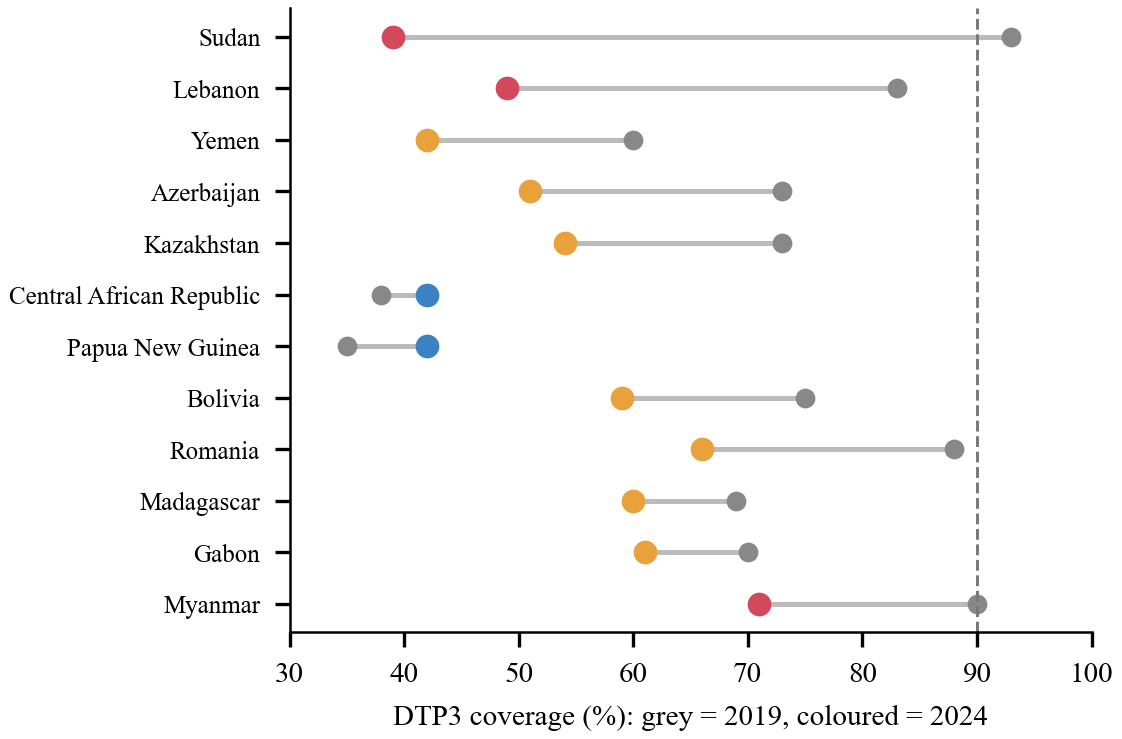 Sudan
Lebanon
Yemen
Azerbaijan
Kazakhstan
Central African Republic
Papua New Guinea
Bolivia
Romania
Madagascar
Gabon
Myanmar
30 40 50 60 70 80 90 100
DTP3 coverage (%): grey = 2019, coloured = 2024